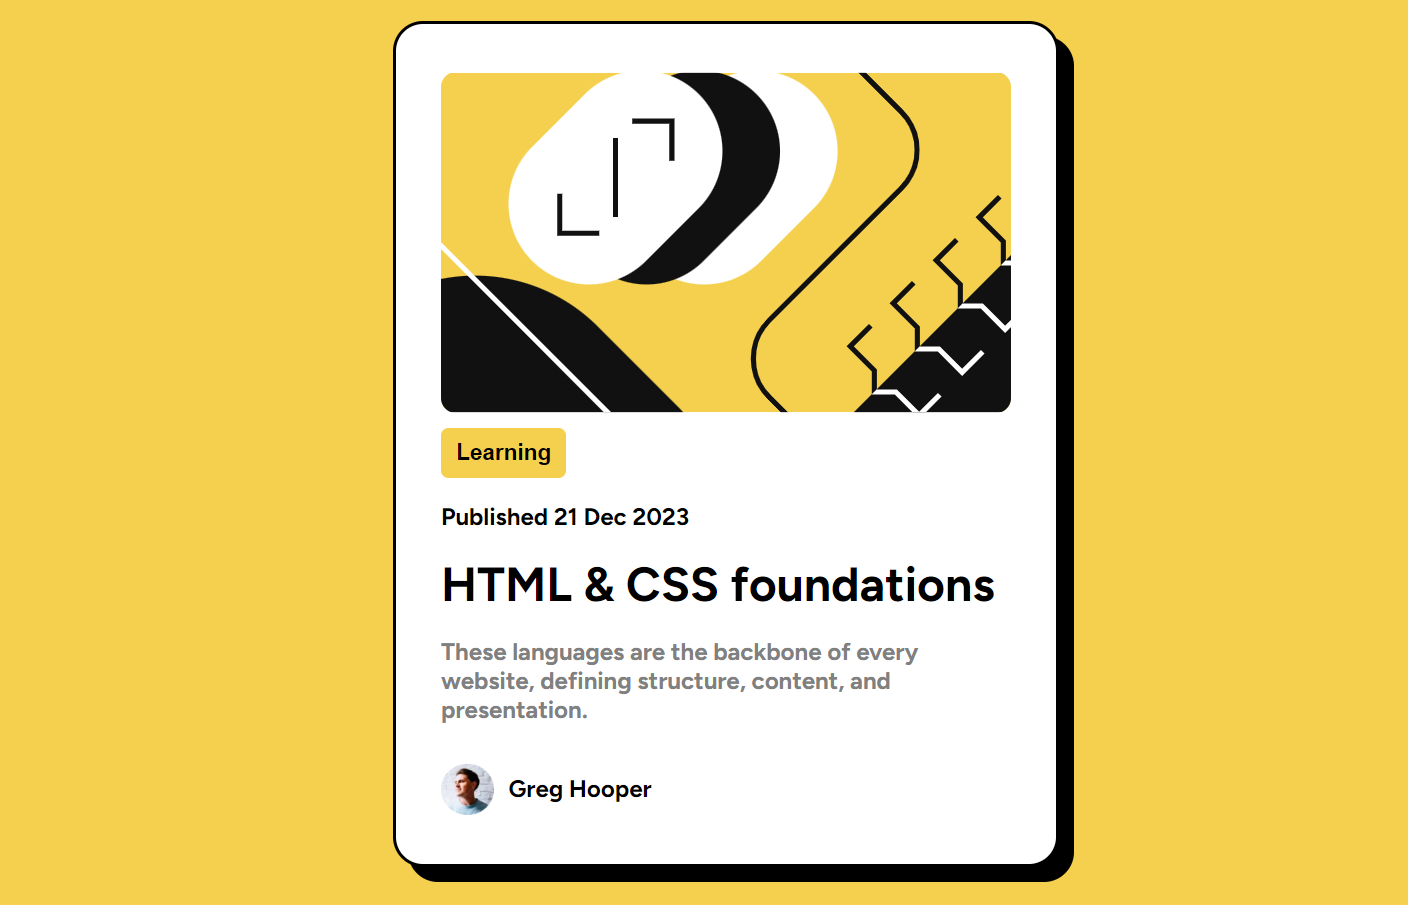 Learning
Published 21 Dec 2023
HTML & CSS foundations
These languages are the backbone of every
website, defining structure, content, and
presentation.
Greg Hooper